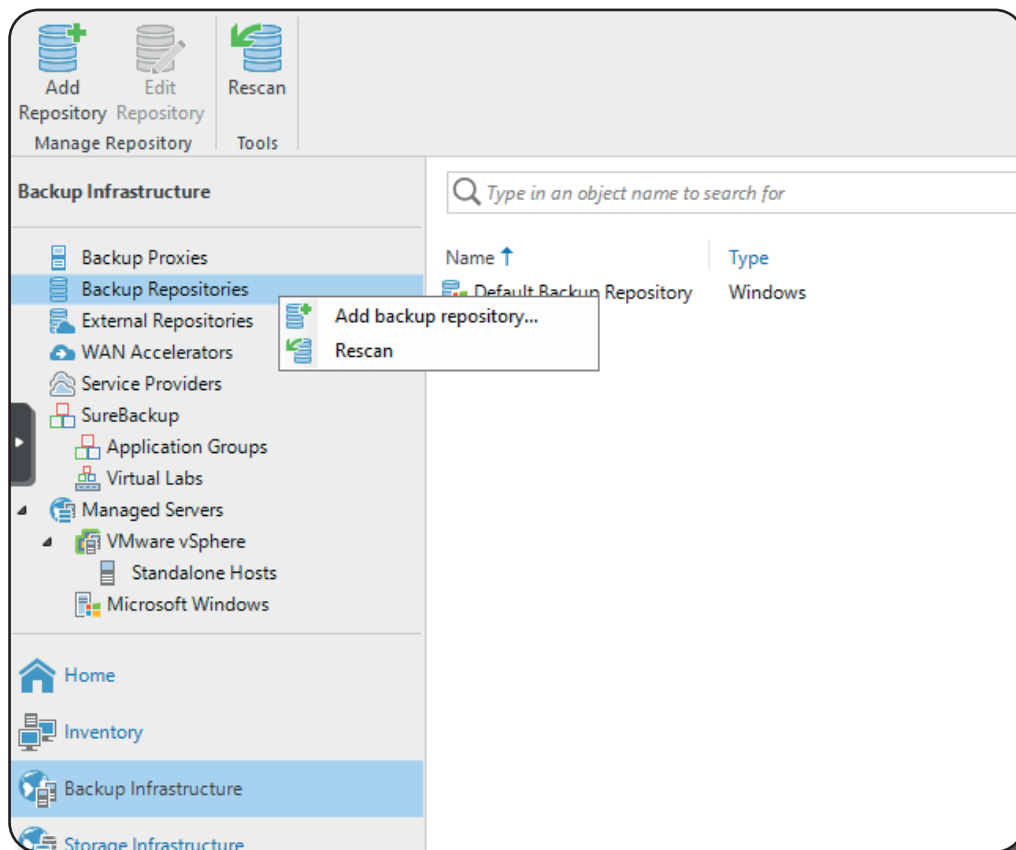 Add Repository
Edit Repository
Rescan
Manage Repository
Tools
Backup Infrastructure
Type in an object name to search for
Backup Proxies
Backup Repositories
External Repositories
WAN Accelerators
Service Providers
SureBackup
Application Groups
Virtual Labs
Managed Servers
VMware vSphere
Standalone Hosts
Microsoft Windows
Name
Type
Default Backup Repository
Windows
Add backup repository...
Rescan
Home
Inventory
Backup Infrastructure
Storage Infrastructure